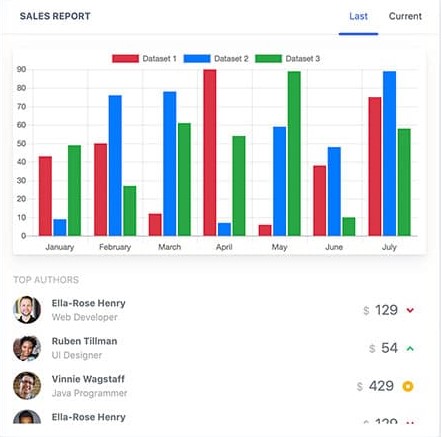 SALES REPORT
Last
Current
Dataset 1
Dataset 2
Dataset 3
90
80
70
60
50
40
30
20
10
0
January
February
March
April
May
June
July
TOP AUTHORS
Ella-Rose Henry
Web Developer
$ 129
Ruben Tillman
UI Designer
$ 54
Vinnie Wagstaff
Java Programmer
$ 429
Ella-Rose Henry
$ 129